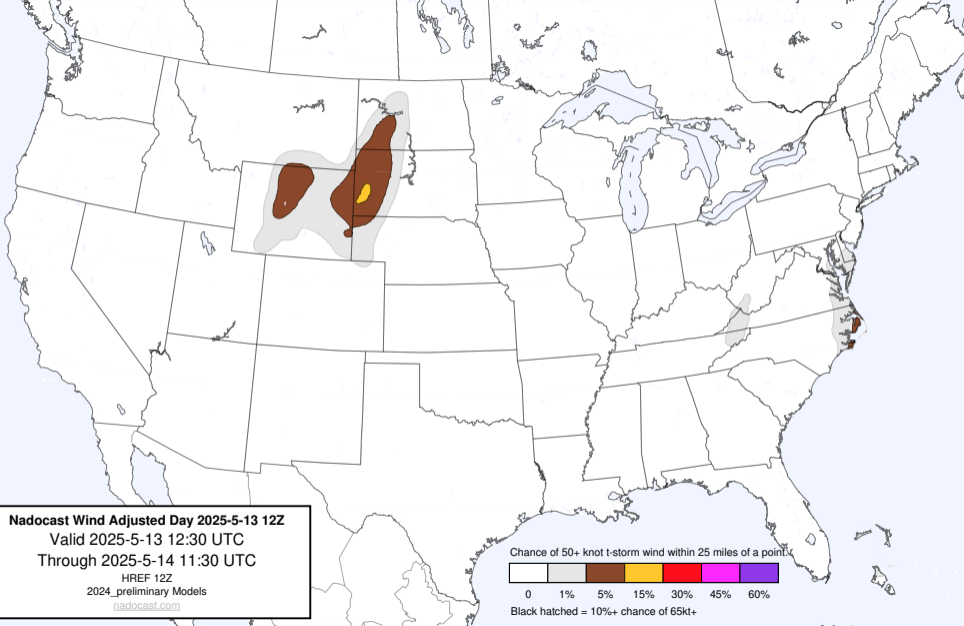 Nadocast Wind Adjusted Day 2025-5-13 12Z
Valid 2025-5-13 12:30 UTC
Through 2025-5-14 11:30 UTC
HREF 12Z
2024_preliminary Models
nadocast.com
Chance of 50+ knot t-storm wind within 25 miles of a point.
0 1% 5% 15% 30% 45% 60%
Black hatched = 10%+ chance of 65kt+